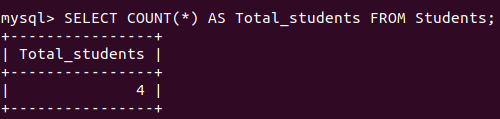 mysql> SELECT COUNT(*) AS Total_students FROM Students;
+----------------+
| Total_students |
+----------------+
|              4 |
+----------------+